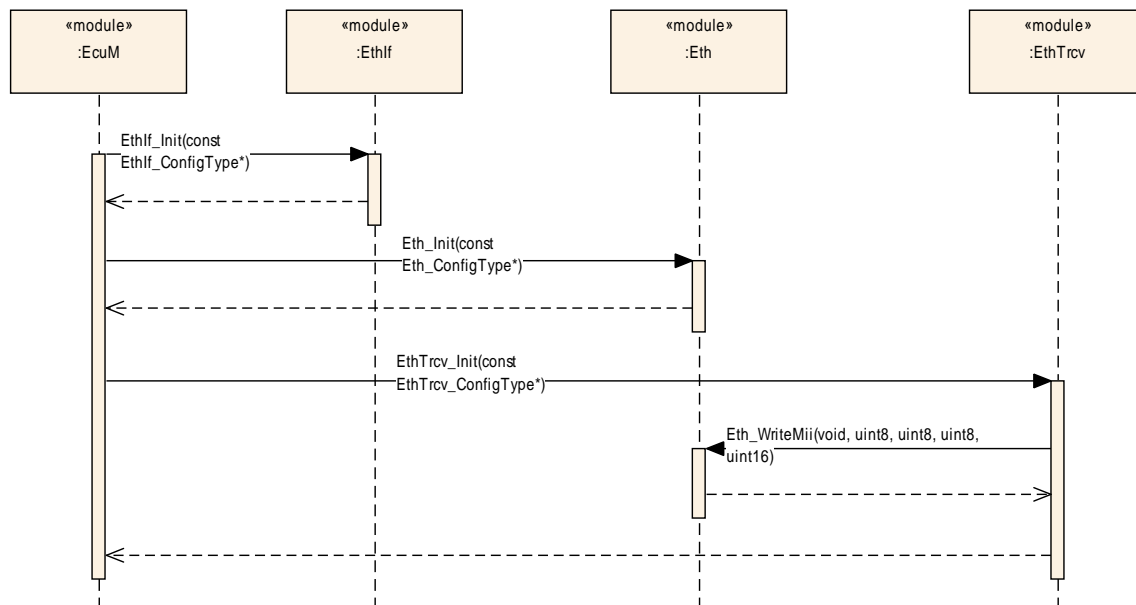 «module»
:EcuM
«module»
:EthIf
«module»
:Eth
«module»
:EthTrcv
EthIf_Init(const
EthIf_ConfigType*)
Eth_Init(const
Eth_ConfigType*)
EthTrcv_Init(const
EthTrcv_ConfigType*)
Eth_WriteMii(void, uint8, uint8, uint8,
uint16)